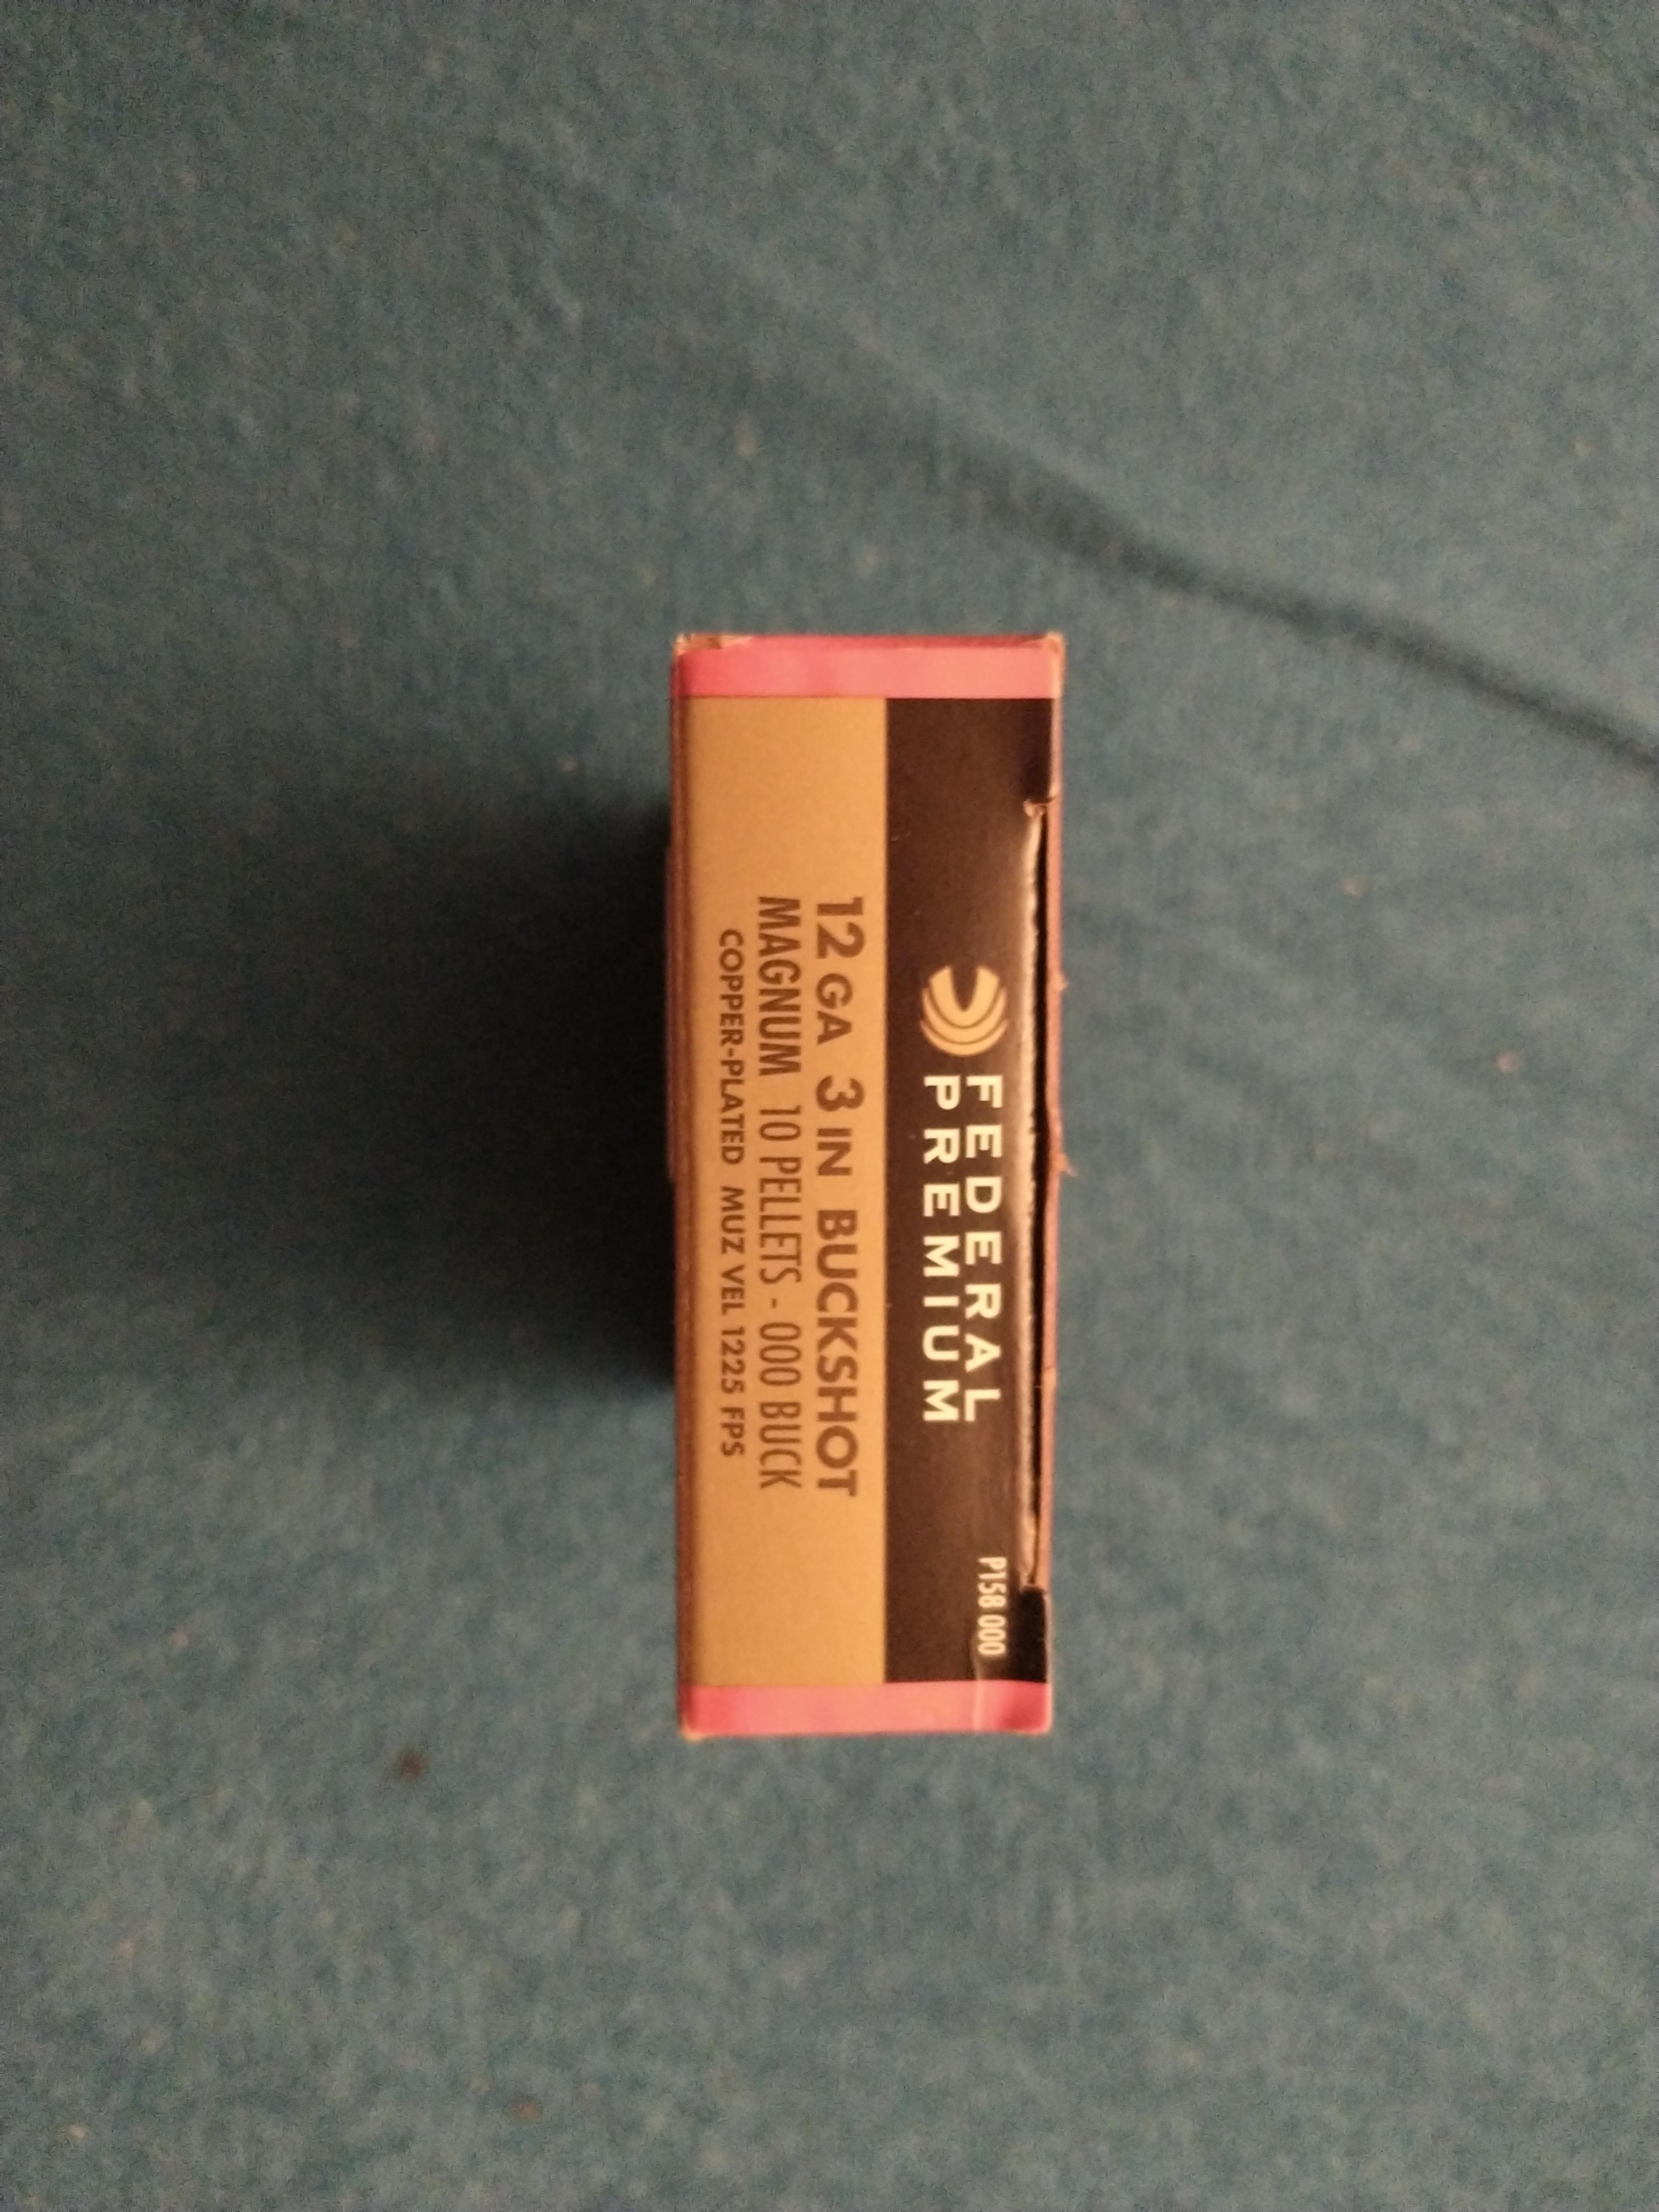 FEDERAL
PREMIUM
P158 000
12 GA 3 IN BUCKSHOT
MAGNUM 10 PELLETS - 000 BUCK
COPPER-PLATED MUZ VEL 1225 FPS